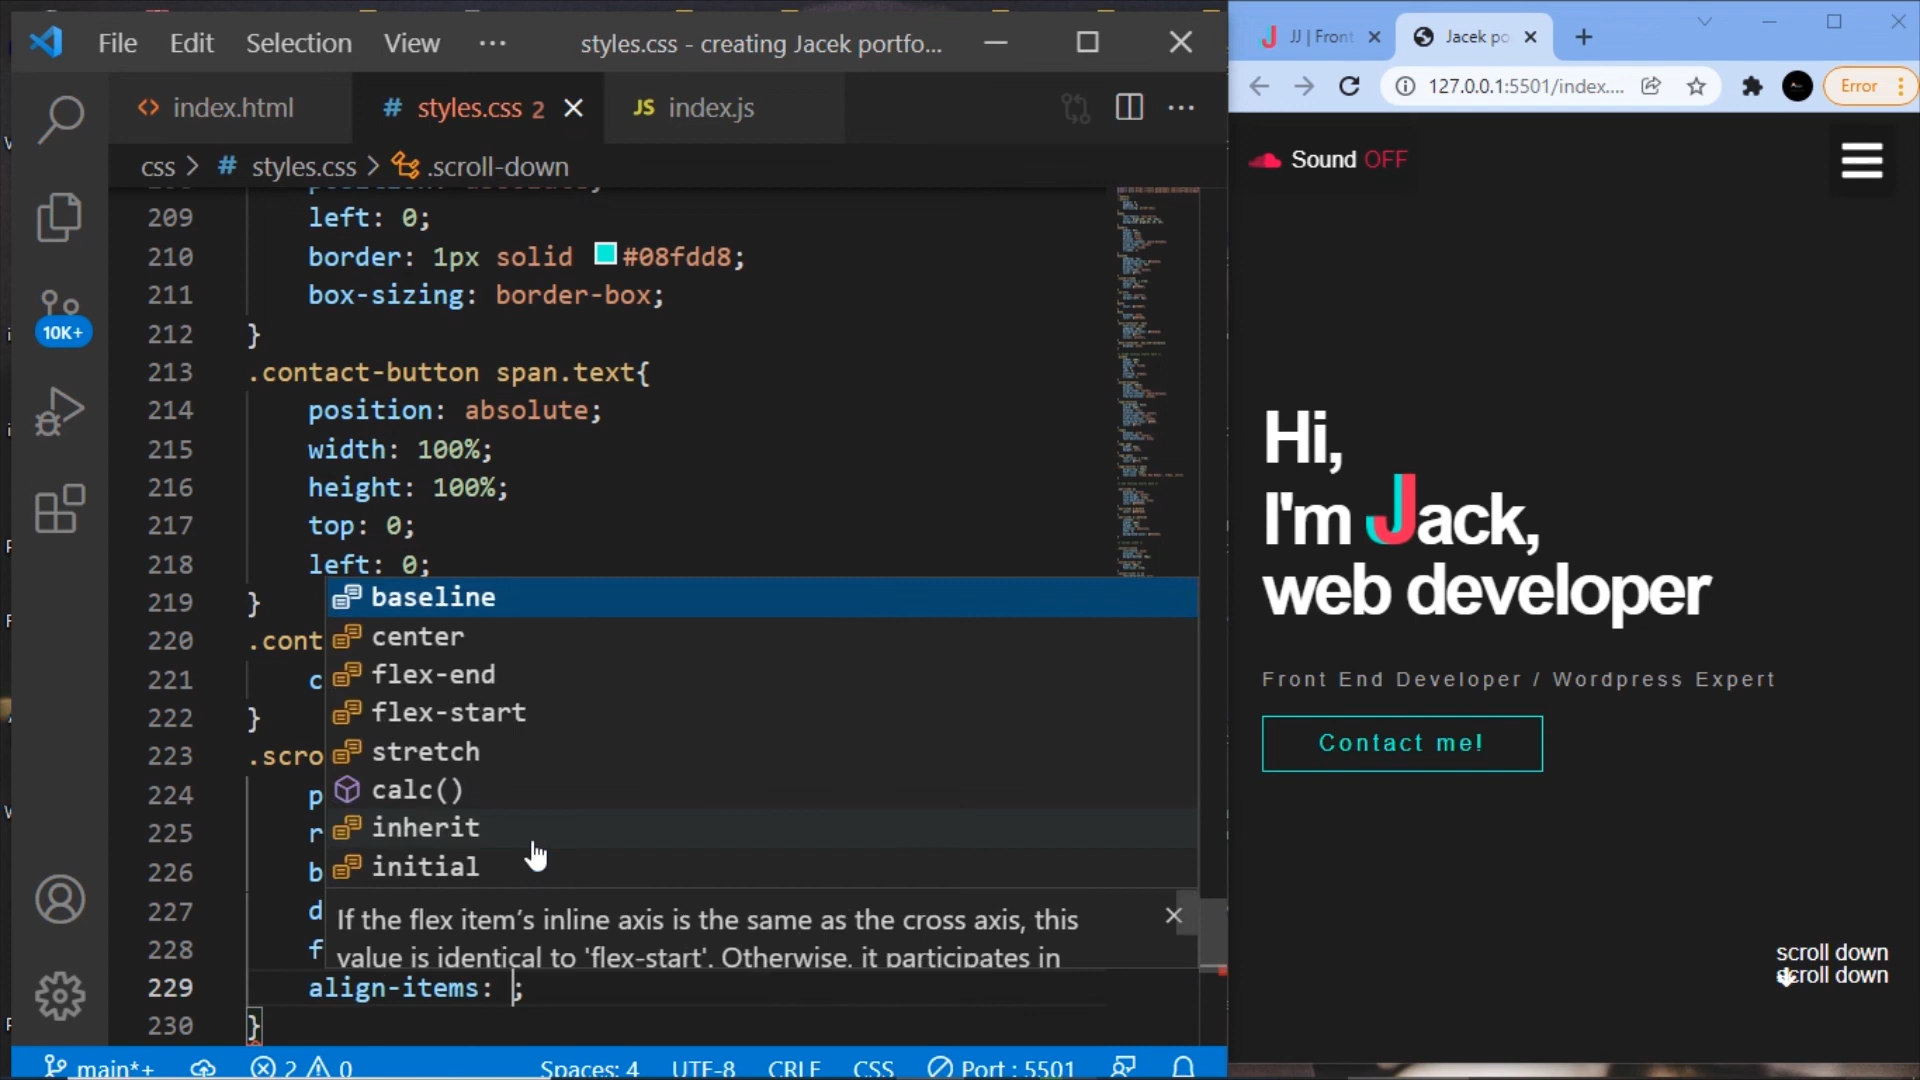 File Edit Selection View ··· styles.css - creating Jacek portfo...
index.html # styles.css 2 JS index.js
css > # styles.css > .scroll-down
209 left: 0;
210 border: 1px solid #08fdd8;
211 box-sizing: border-box;
212 }
213 .contact-button span.text{
214 position: absolute;
215 width: 100%;
216 height: 100%;
217 top: 0;
218 left: 0;
219 }
220 .cont
221 c
222 }
223 .scro
224 p
225 r
226 b
227 d
228 f
229 align-items: ;
230 }
baseline
center
flex-end
flex-start
stretch
calc()
inherit
initial
If the flex item's inline axis is the same as the cross axis, this
value is identical to 'flex-start'. Otherwise, it participates in
10K+
main*+ 2 0 Spaces: 4 UTF-8 CRLF CSS Port : 5501
JJ | Front Jacek po
127.0.0.1:5501/index.... Error
Sound OFF
Hi,
I'm Jack,
web developer
Front End Developer / Wordpress Expert
Contact me!
scroll down
scroll down